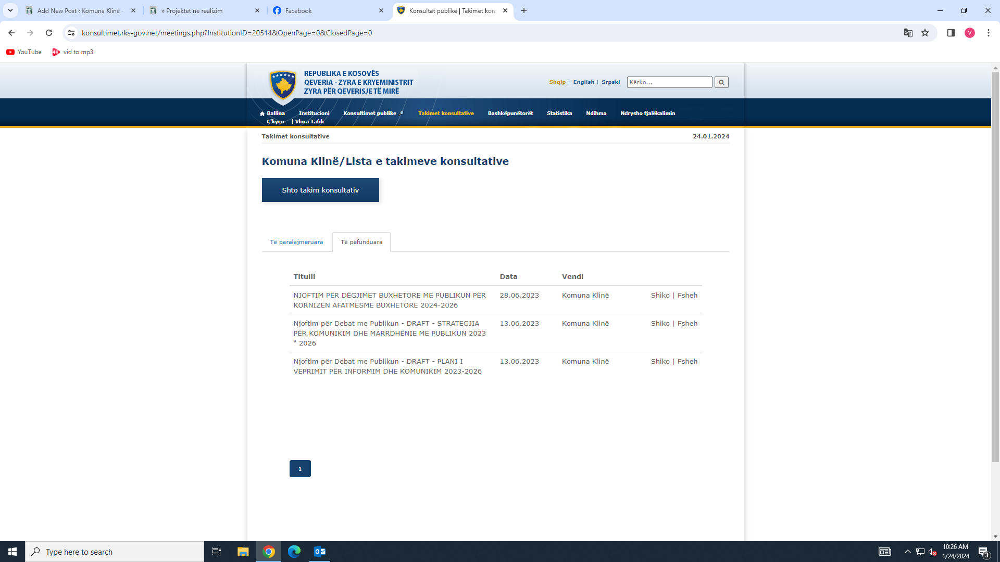 Add New Post ‹ Komuna Klinë –
» Projektet ne realizim
Facebook
Konsultat publike | Takimet kons
konsultimet.rks-gov.net/meetings.php?InstitutionID=20514&OpenPage=0&ClosedPage=0
V
YouTube
4K vid to mp3
REPUBLIKA E KOSOVËS
QEVERIA - ZYRA E KRYEMINISTRIT
ZYRA PËR QEVERISJE TË MIRË
Shqip | English | Srpski
Kërko...
Ballina Institucioni Konsultimet publike Takimet konsultative Bashkëpunëtorët Statistika Ndihma Ndrysho fjalëkalimin
Ç'kyçu | Vlora Tafili
Takimet konsultative 24.01.2024
Komuna Klinë/Lista e takimeve konsultative
Shto takim konsultativ
Të paralajmeruara Të pëfunduara
Titulli Data Vendi
NJOFTIM PËR DËGJIMET BUXHETORE ME PUBLIKUN PËR 28.06.2023 Komuna Klinë Shiko | Fsheh
KORNIZËN AFATMESME BUXHETORE 2024-2026
Njoftim për Debat me Publikun - DRAFT - STRATEGJIA 13.06.2023 Komuna Klinë Shiko | Fsheh
PËR KOMUNIKIM DHE MARRDHËNIE ME PUBLIKUN 2023
“ 2026
Njoftim për Debat me Publikun - DRAFT - PLANI I 13.06.2023 Komuna Klinë Shiko | Fsheh
VEPRIMIT PËR INFORMIM DHE KOMUNIKIM 2023-2026
1
Type here to search
10:26 AM
1/24/2024
3